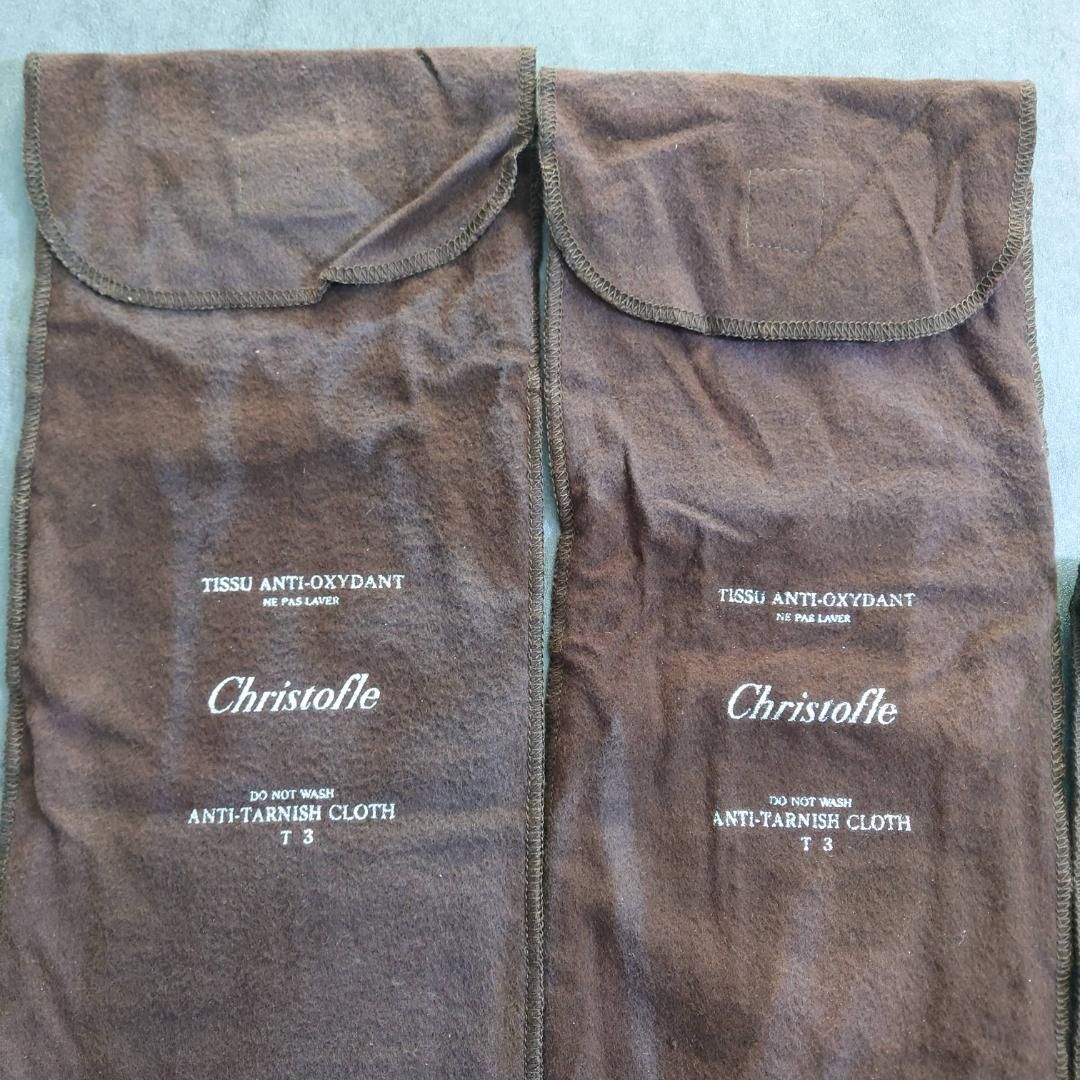 TISSU ANTI-OXYDANT
NE PAS LAVER
Christofle
DO NOT WASH
ANTI-TARNISH CLOTH
T 3
TISSU ANTI-OXYDANT
NE PAS LAVER
Christofle
DO NOT WASH
ANTI-TARNISH CLOTH
T 3